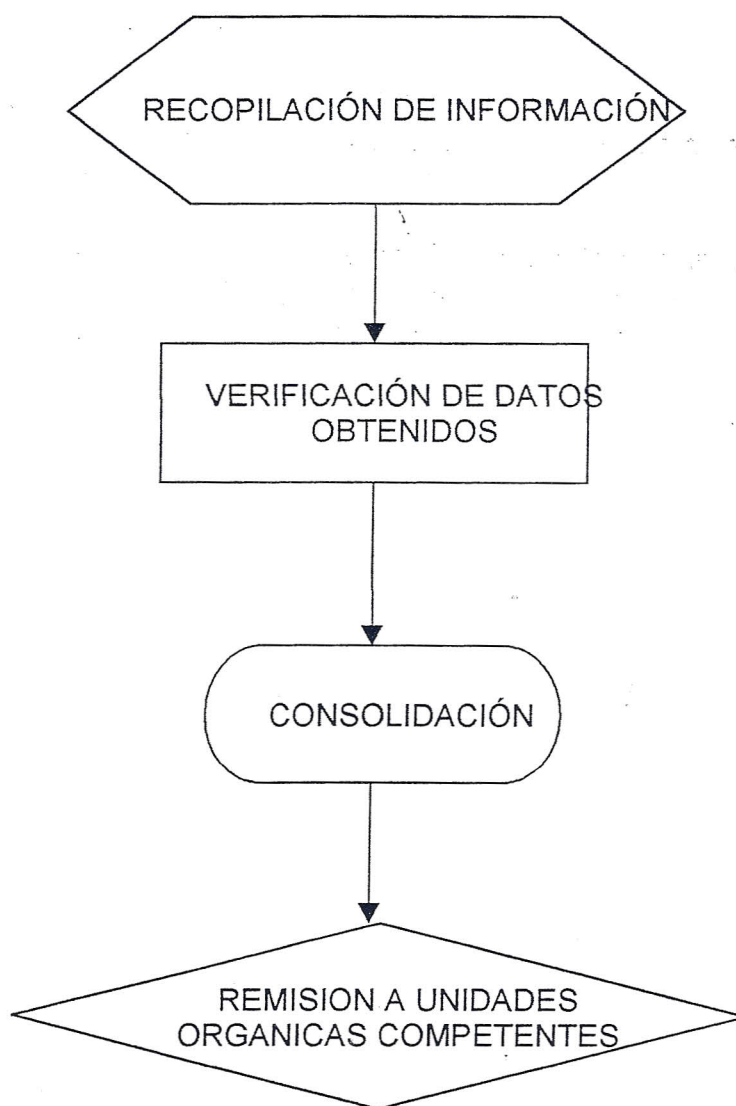 RECOPILACIÓN DE INFORMACIÓN
VERIFICACIÓN DE DATOS
OBTENIDOS
CONSOLIDACIÓN
REMISION A UNIDADES
ORGANICAS COMPETENTES